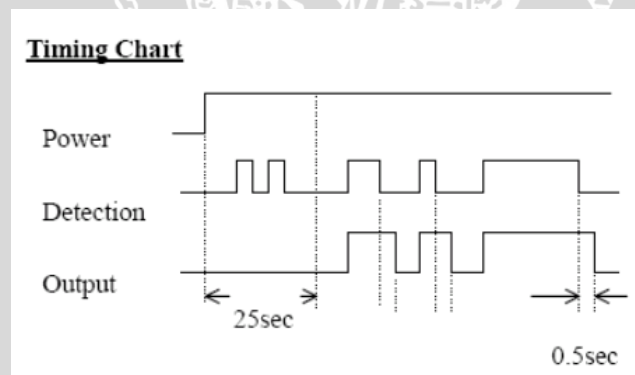 Timing Chart
Power
Detection
Output
25sec
0.5sec